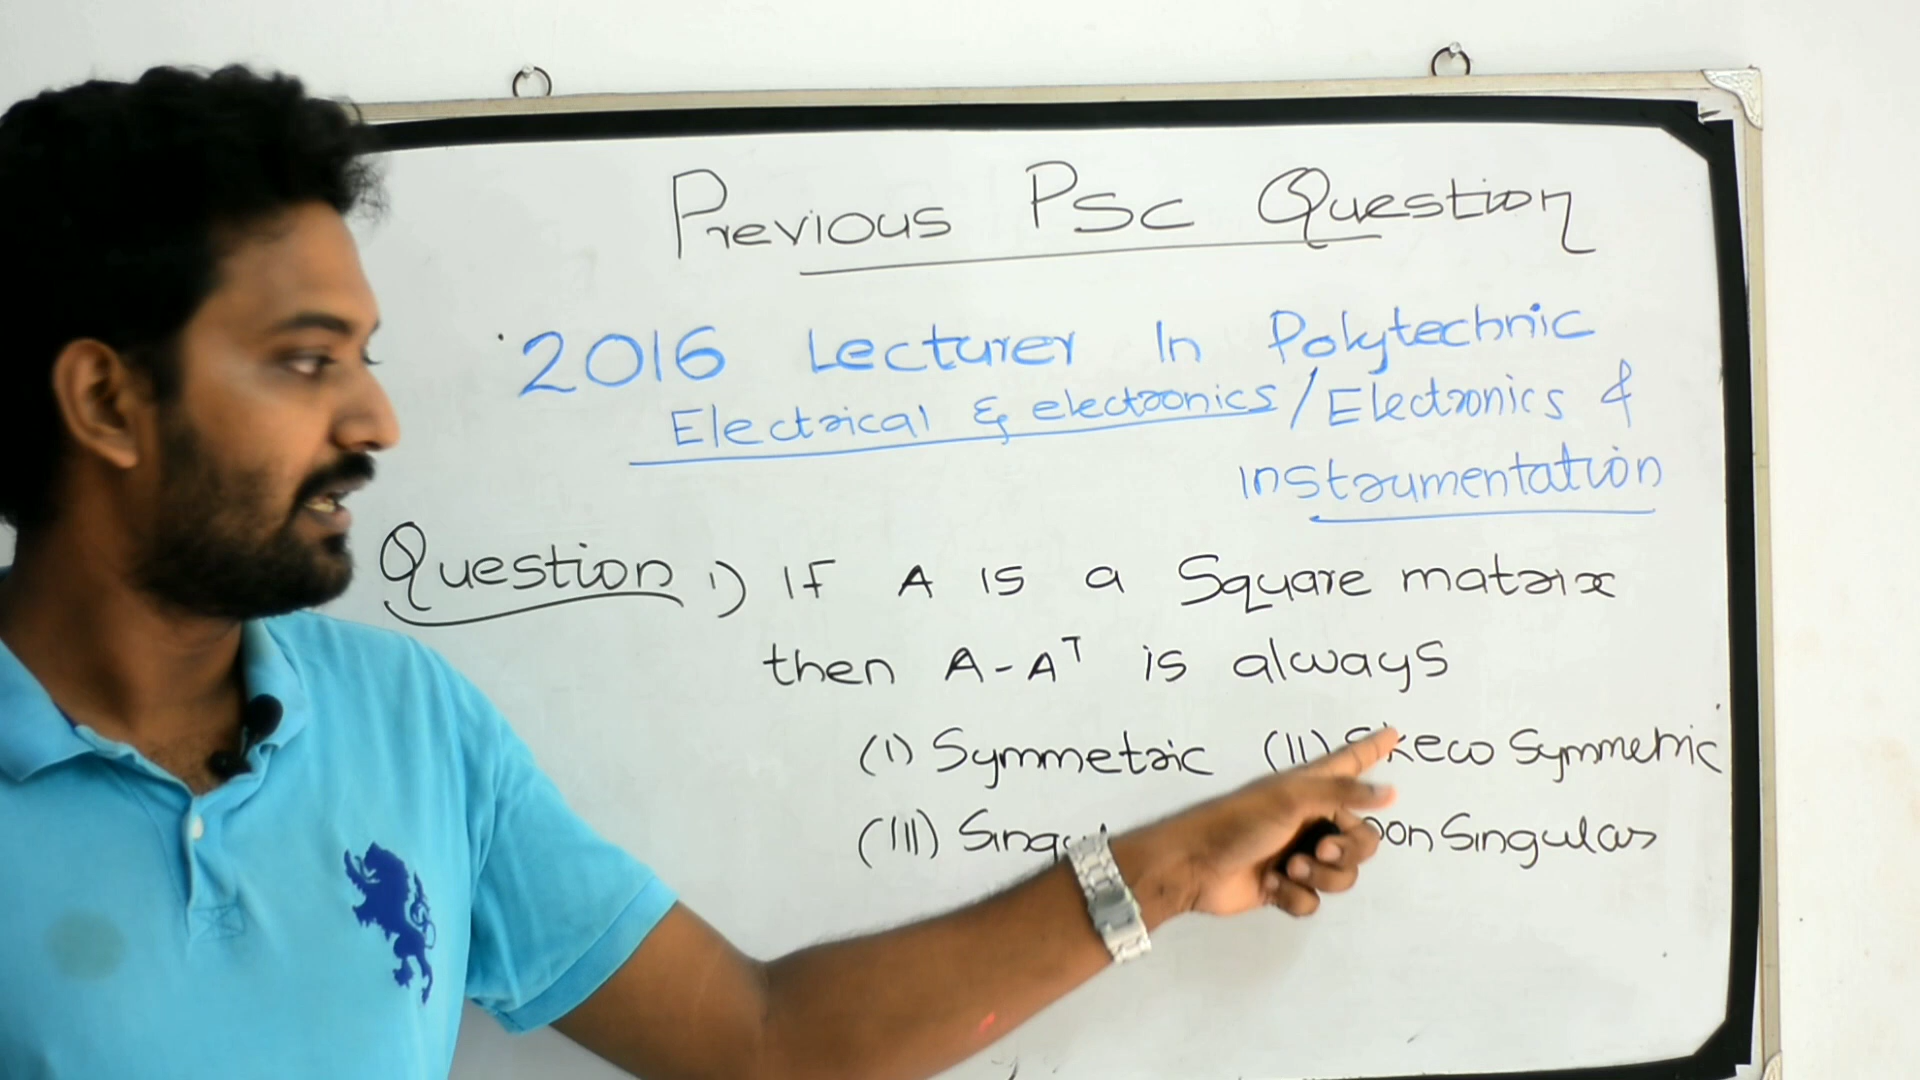 Previous PSC Question
2016 Lecturer In Polytechnic
Electrical & electronics / Electronics &
instrumentation
Question 1) If A is a Square matrix
then A - Aᵀ is always
(I) Symmetric (II) Skew Symmetric
(III) Non Singular